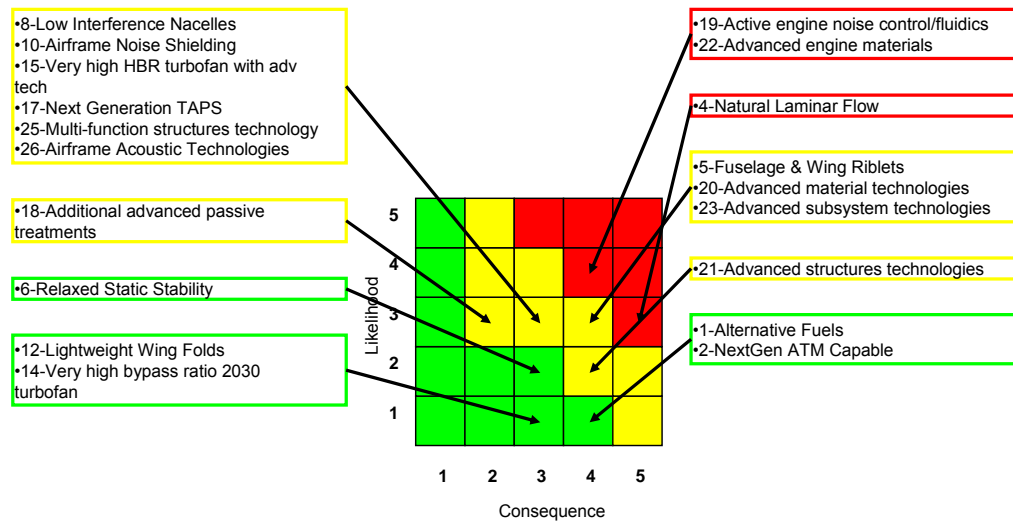 •8-Low Interference Nacelles
•10-Airframe Noise Shielding
•15-Very high HBR turbofan with adv
tech
•17-Next Generation TAPS
•25-Multi-function structures technology
•26-Airframe Acoustic Technologies
•18-Additional advanced passive
treatments
•6-Relaxed Static Stability
•12-Lightweight Wing Folds
•14-Very high bypass ratio 2030
turbofan
•19-Active engine noise control/fluidics
•22-Advanced engine materials
•4-Natural Laminar Flow
•5-Fuselage & Wing Riblets
•20-Advanced material technologies
•23-Advanced subsystem technologies
•21-Advanced structures technologies
•1-Alternative Fuels
•2-NextGen ATM Capable
Likelihood
5
4
3
2
1
1 2 3 4 5
Consequence